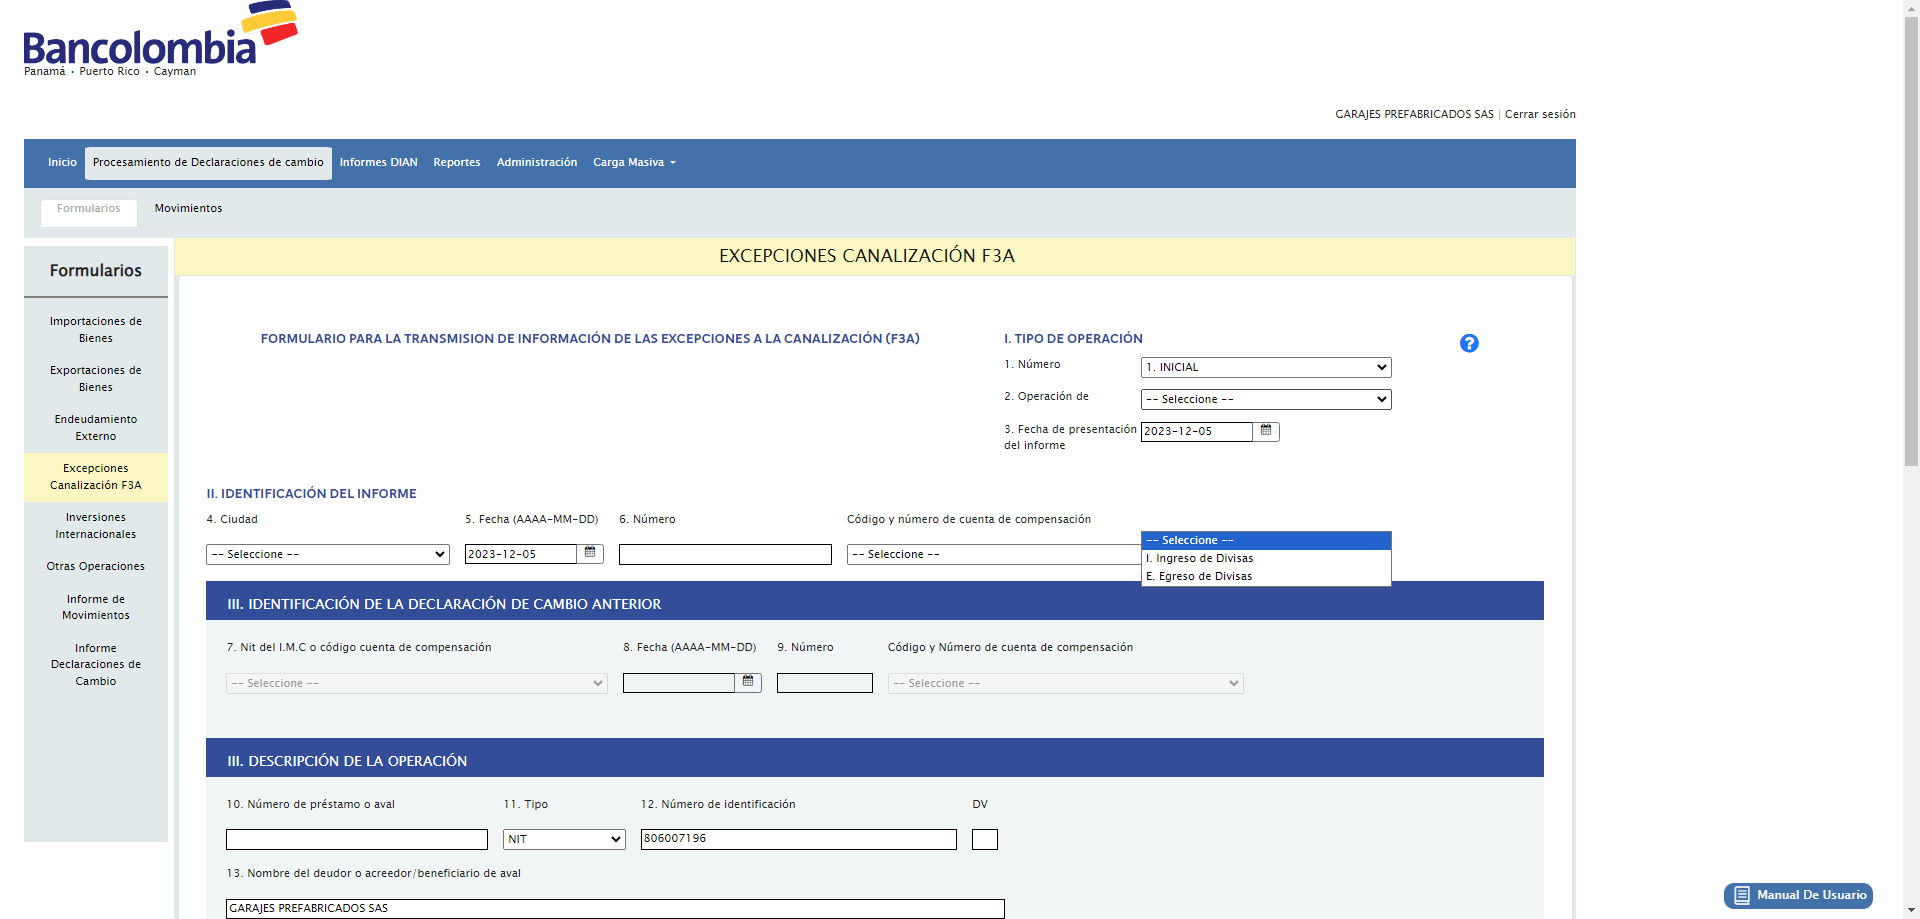 Bancolombia
Panamá · Puerto Rico · Cayman
GARAJES PREFABRICADOS SAS | Cerrar sesión
Inicio
Procesamiento de Declaraciones de cambio
Informes DIAN
Reportes
Administración
Carga Masiva
Formularios
Movimientos
Formularios
Importaciones de
Bienes
Exportaciones de
Bienes
Endeudamiento
Externo
Excepciones
Canalización F3A
Inversiones
Internacionales
Otras Operaciones
Informe de
Movimientos
Informe
Declaraciones de
Cambio
EXCEPCIONES CANALIZACIÓN F3A
FORMULARIO PARA LA TRANSMISION DE INFORMACIÓN DE LAS EXCEPCIONES A LA CANALIZACIÓN (F3A)
I. TIPO DE OPERACIÓN
?
1. Número
1. INICIAL
2. Operación de
-- Seleccione --
3. Fecha de presentación
del informe
2023-12-05
II. IDENTIFICACIÓN DEL INFORME
4. Ciudad
5. Fecha (AAAA-MM-DD)
6. Número
Código y número de cuenta de compensación
-- Seleccione --
2023-12-05
-- Seleccione --
-- Seleccione --
I. Ingreso de Divisas
E. Egreso de Divisas
III. IDENTIFICACIÓN DE LA DECLARACIÓN DE CAMBIO ANTERIOR
7. Nit del I.M.C o código cuenta de compensación
8. Fecha (AAAA-MM-DD)
9. Número
Código y Número de cuenta de compensación
-- Seleccione --
-- Seleccione --
III. DESCRIPCIÓN DE LA OPERACIÓN
10. Número de préstamo o aval
11. Tipo
12. Número de identificación
DV
NIT
806007196
13. Nombre del deudor o acreedor/beneficiario de aval
GARAJES PREFABRICADOS SAS
Manual De Usuario